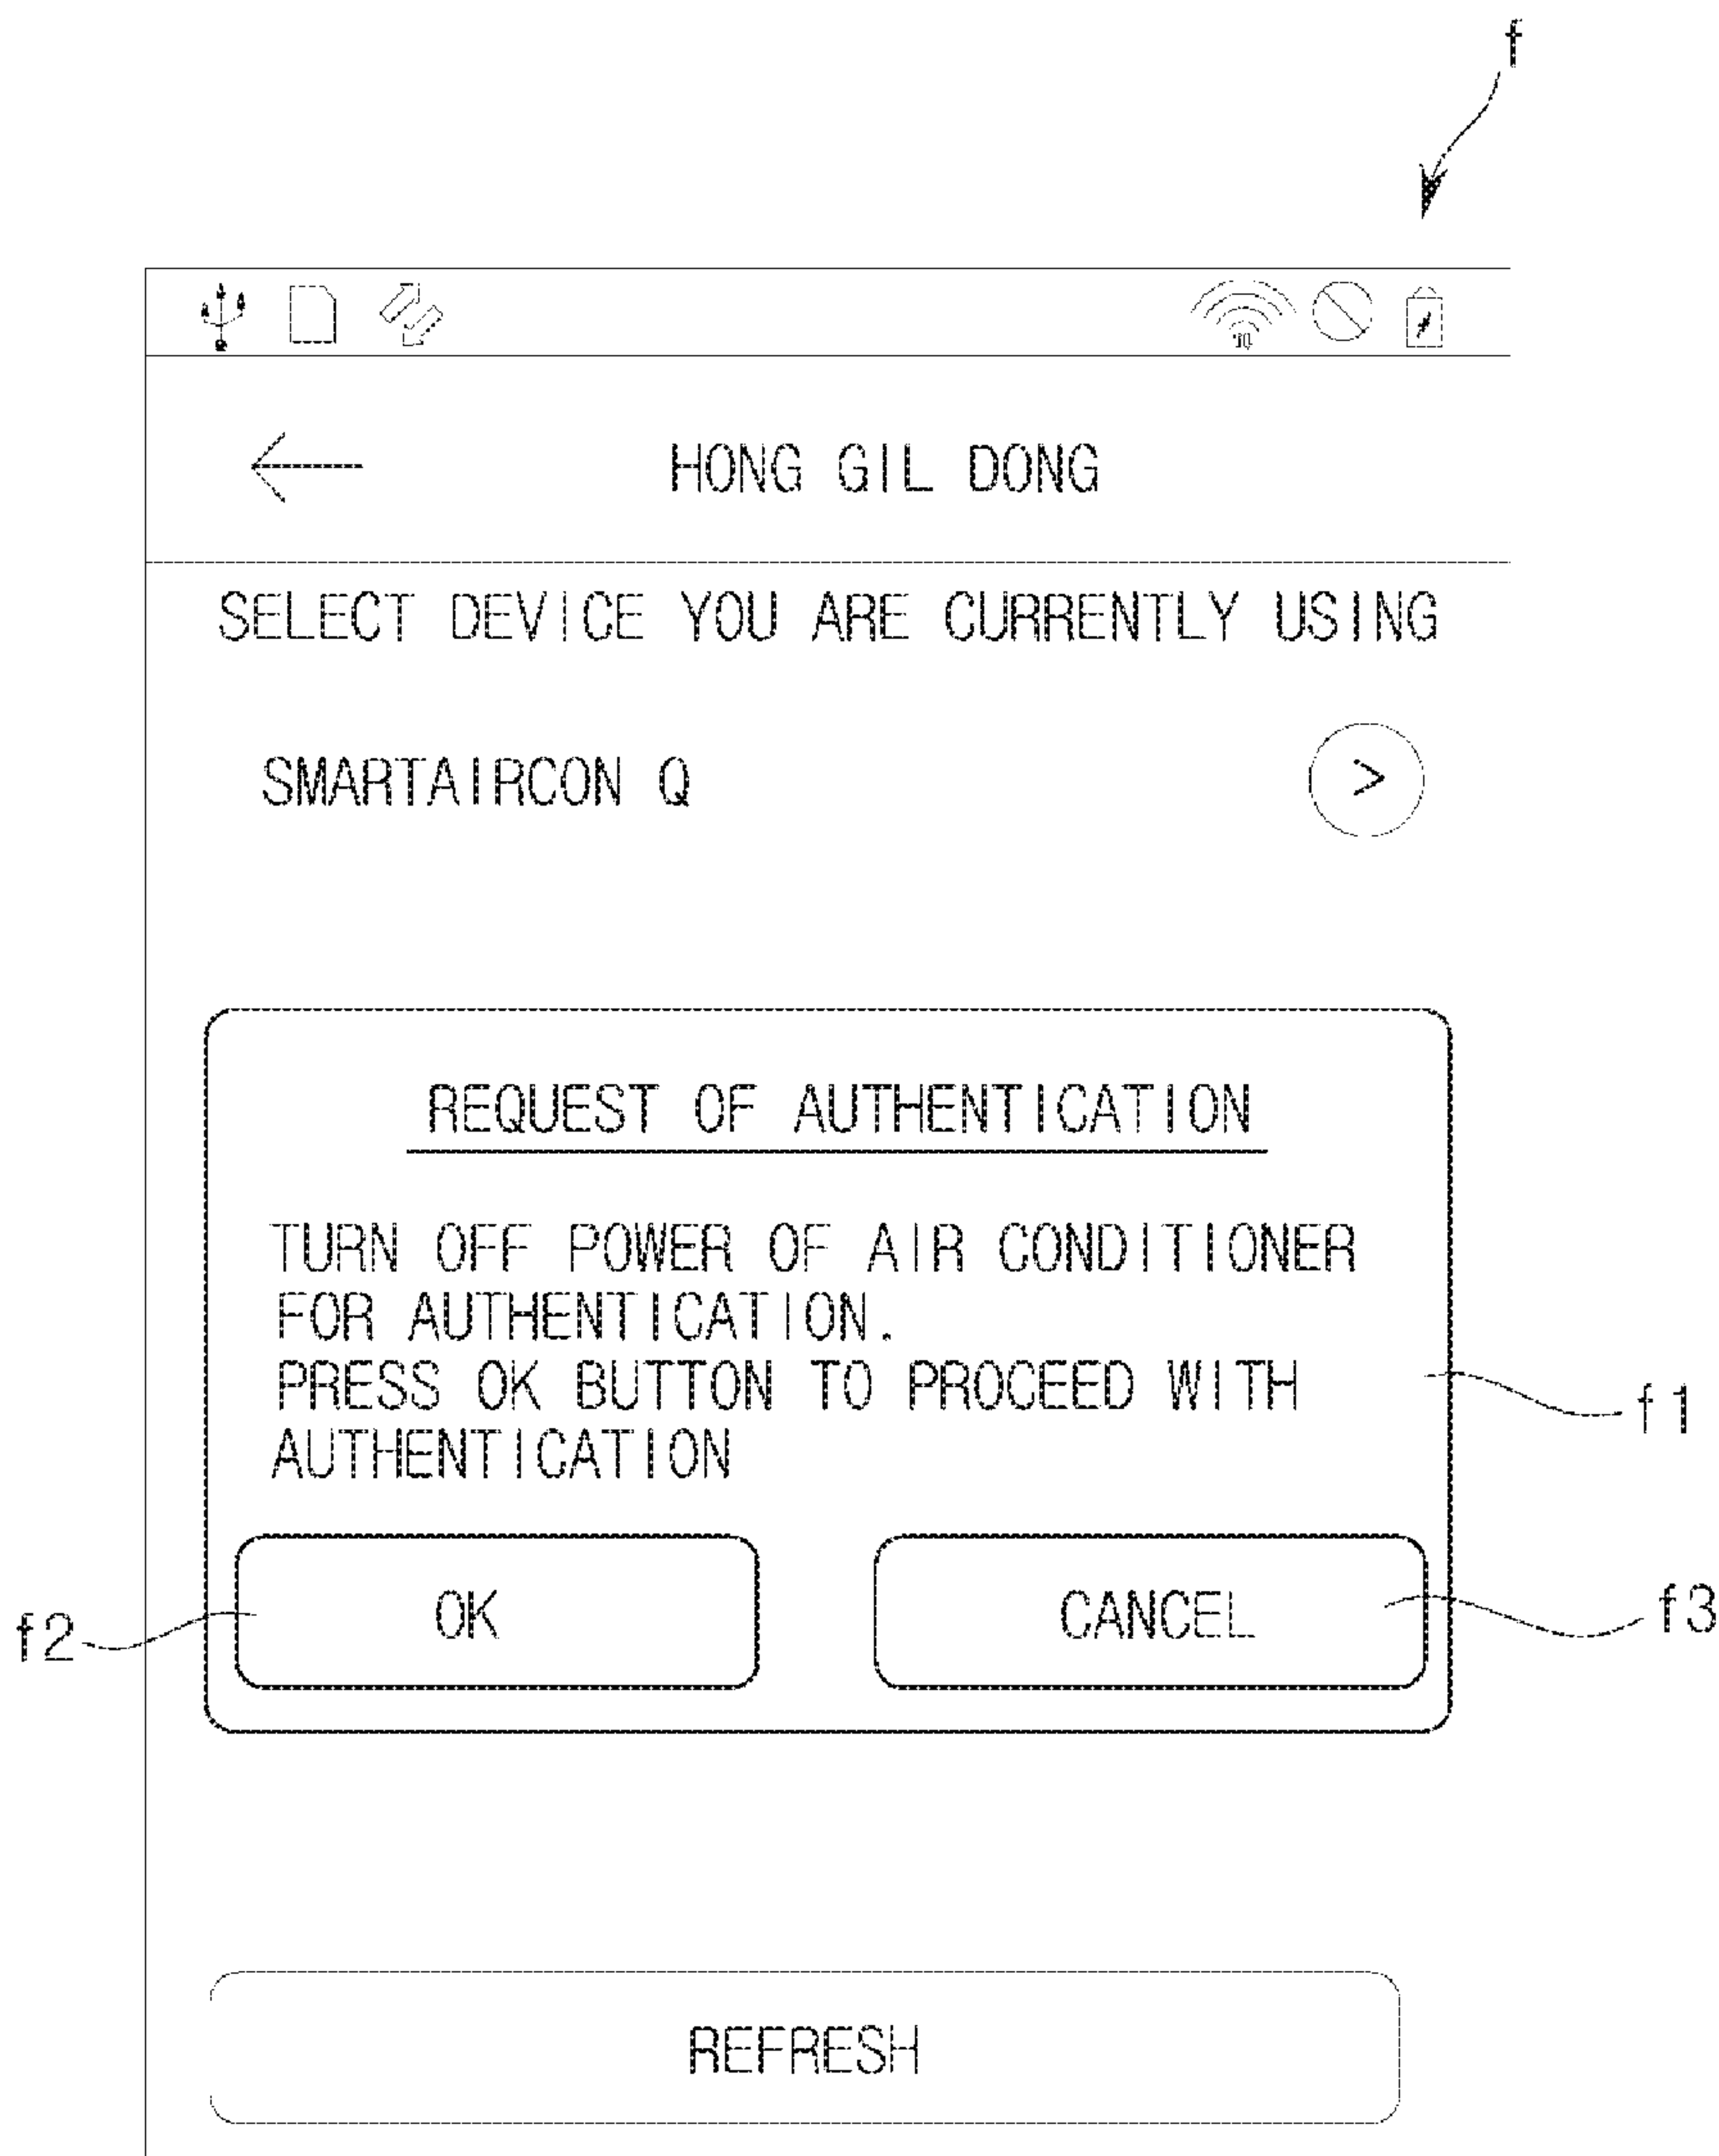 f
HONG GIL DONG
SELECT DEVICE YOU ARE CURRENTLY USING
SMARTAIRCON Q
>
REQUEST OF AUTHENTICATION
TURN OFF POWER OF AIR CONDITIONER
FOR AUTHENTICATION.
PRESS OK BUTTON TO PROCEED WITH
AUTHENTICATION
f1
f2
OK
CANCEL
f3
REFRESH